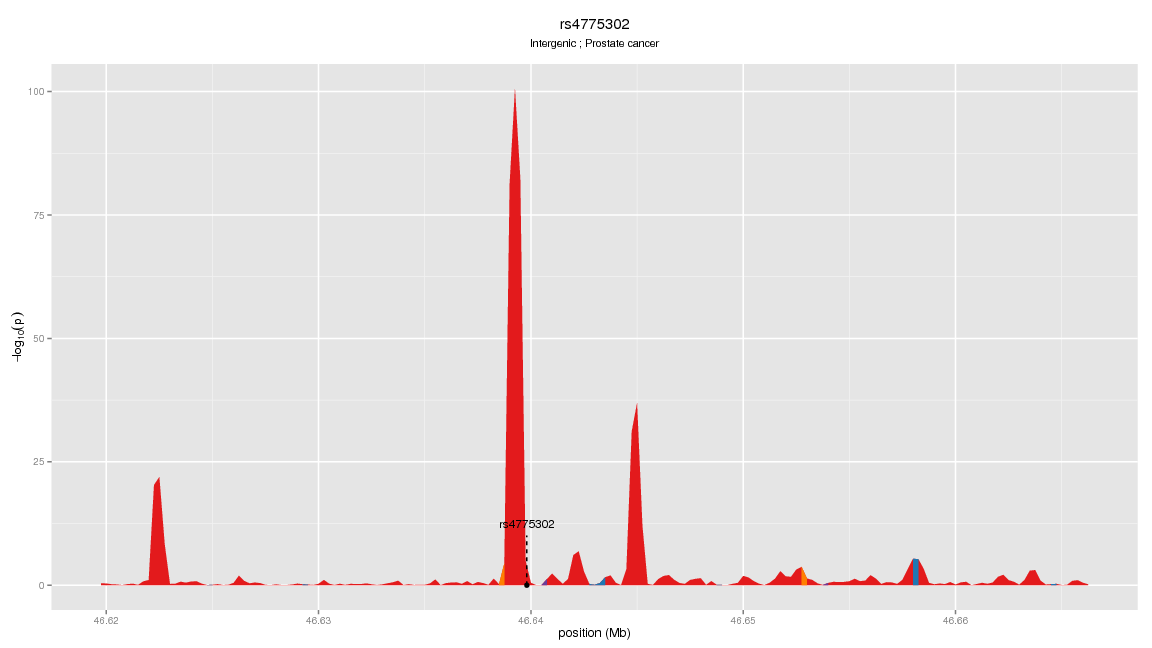 rs4775302
Intergenic ; Prostate cancer
100
75
50
25
0
−log10(p)
rs4775302
46.62
46.63
46.64
46.65
46.66
position (Mb)